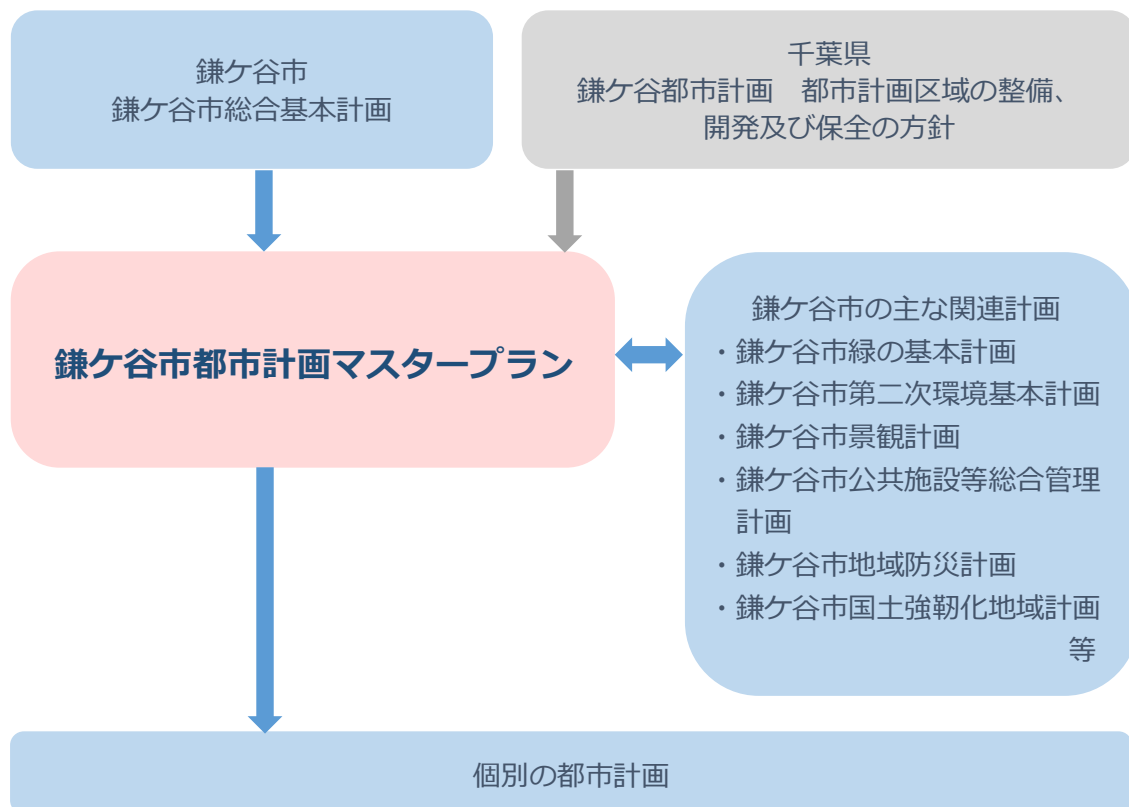 鎌ケ谷市
鎌ケ谷市総合基本計画
千葉県
鎌ケ谷都市計画　都市計画区域の整備、
開発及び保全の方針
鎌ケ谷市都市計画マスタープラン
鎌ケ谷市の主な関連計画
・鎌ケ谷市緑の基本計画
・鎌ケ谷市第二次環境基本計画
・鎌ケ谷市景観計画
・鎌ケ谷市公共施設等総合管理
計画
・鎌ケ谷市地域防災計画
・鎌ケ谷市国土強靭化地域計画
等
個別の都市計画